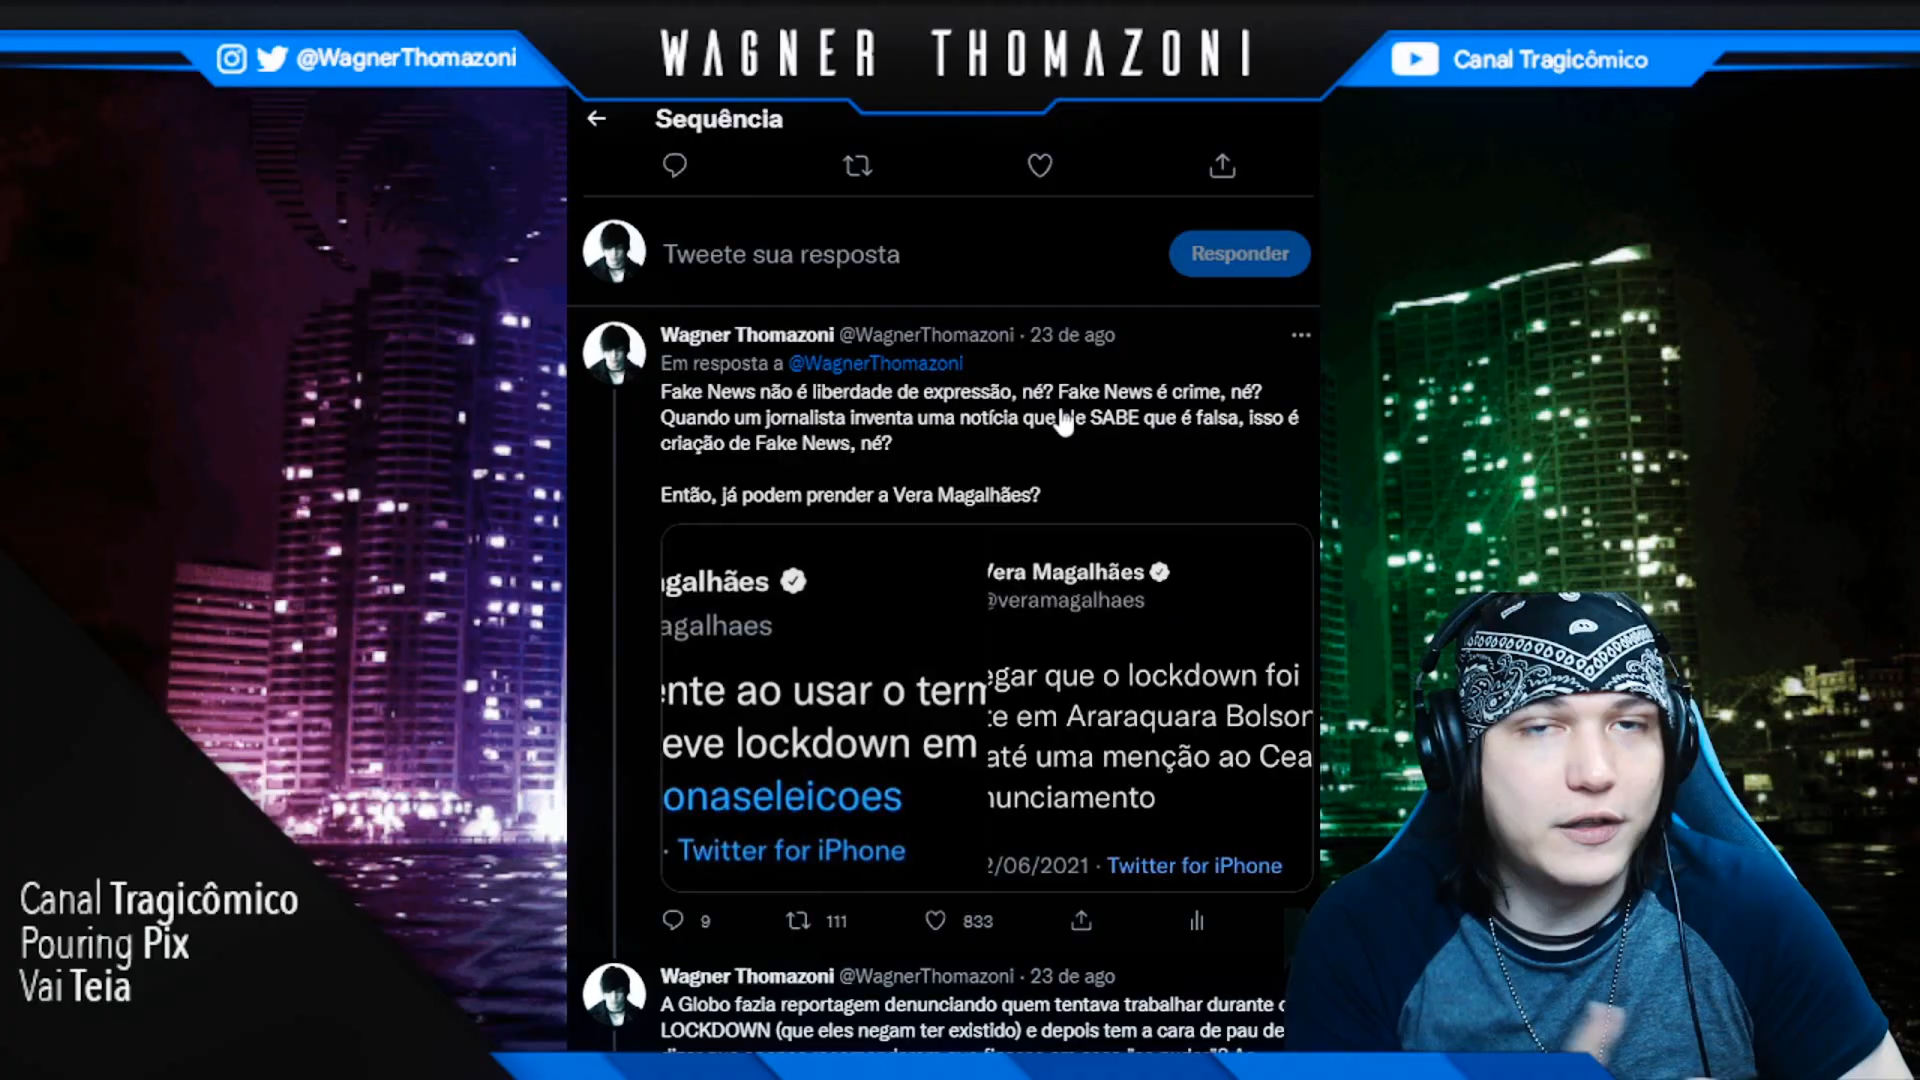 @WagnerThomazoni
WAGNER THOMAZONI
Canal Tragicômico
Sequência
Tweete sua resposta
Responder
Wagner Thomazoni @WagnerThomazoni · 23 de ago
Em resposta a @WagnerThomazoni
Fake News não é liberdade de expressão, né? Fake News é crime, né?
Quando um jornalista inventa uma notícia que ele SABE que é falsa, isso é
criação de Fake News, né?
Então, já podem prender a Vera Magalhães?
galhães
agalhaes
ente ao usar o term
eve lockdown em
onaseleicoes
· Twitter for iPhone
Vera Magalhães
@veramagalhaes
egar que o lockdown foi
te em Araraquara Bolsor
até uma menção ao Cea
nunciamento
2/06/2021 · Twitter for iPhone
9 111 833
Wagner Thomazoni @WagnerThomazoni · 23 de ago
A Globo fazia reportagem denunciando quem tentava trabalhar durante o
LOCKDOWN (que eles negam ter existido) e depois tem a cara de pau de
Canal Tragicômico
Pouring Pix
Vai Teia